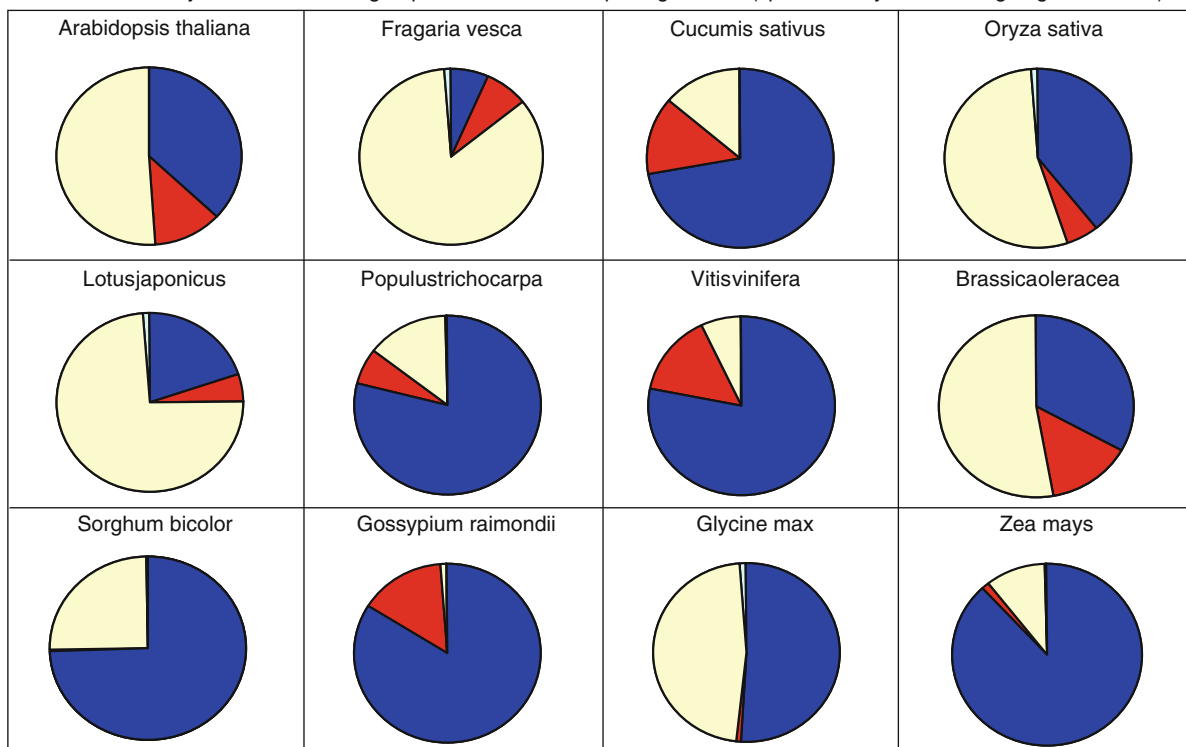 Arabidopsis thaliana
Fragaria vesca
Cucumis sativus
Oryza sativa
Lotusjaponicus
Populustrichocarpa
Vitisvinifera
Brassicaoleracea
Sorghum bicolor
Gossypium raimondii
Glycine max
Zea mays